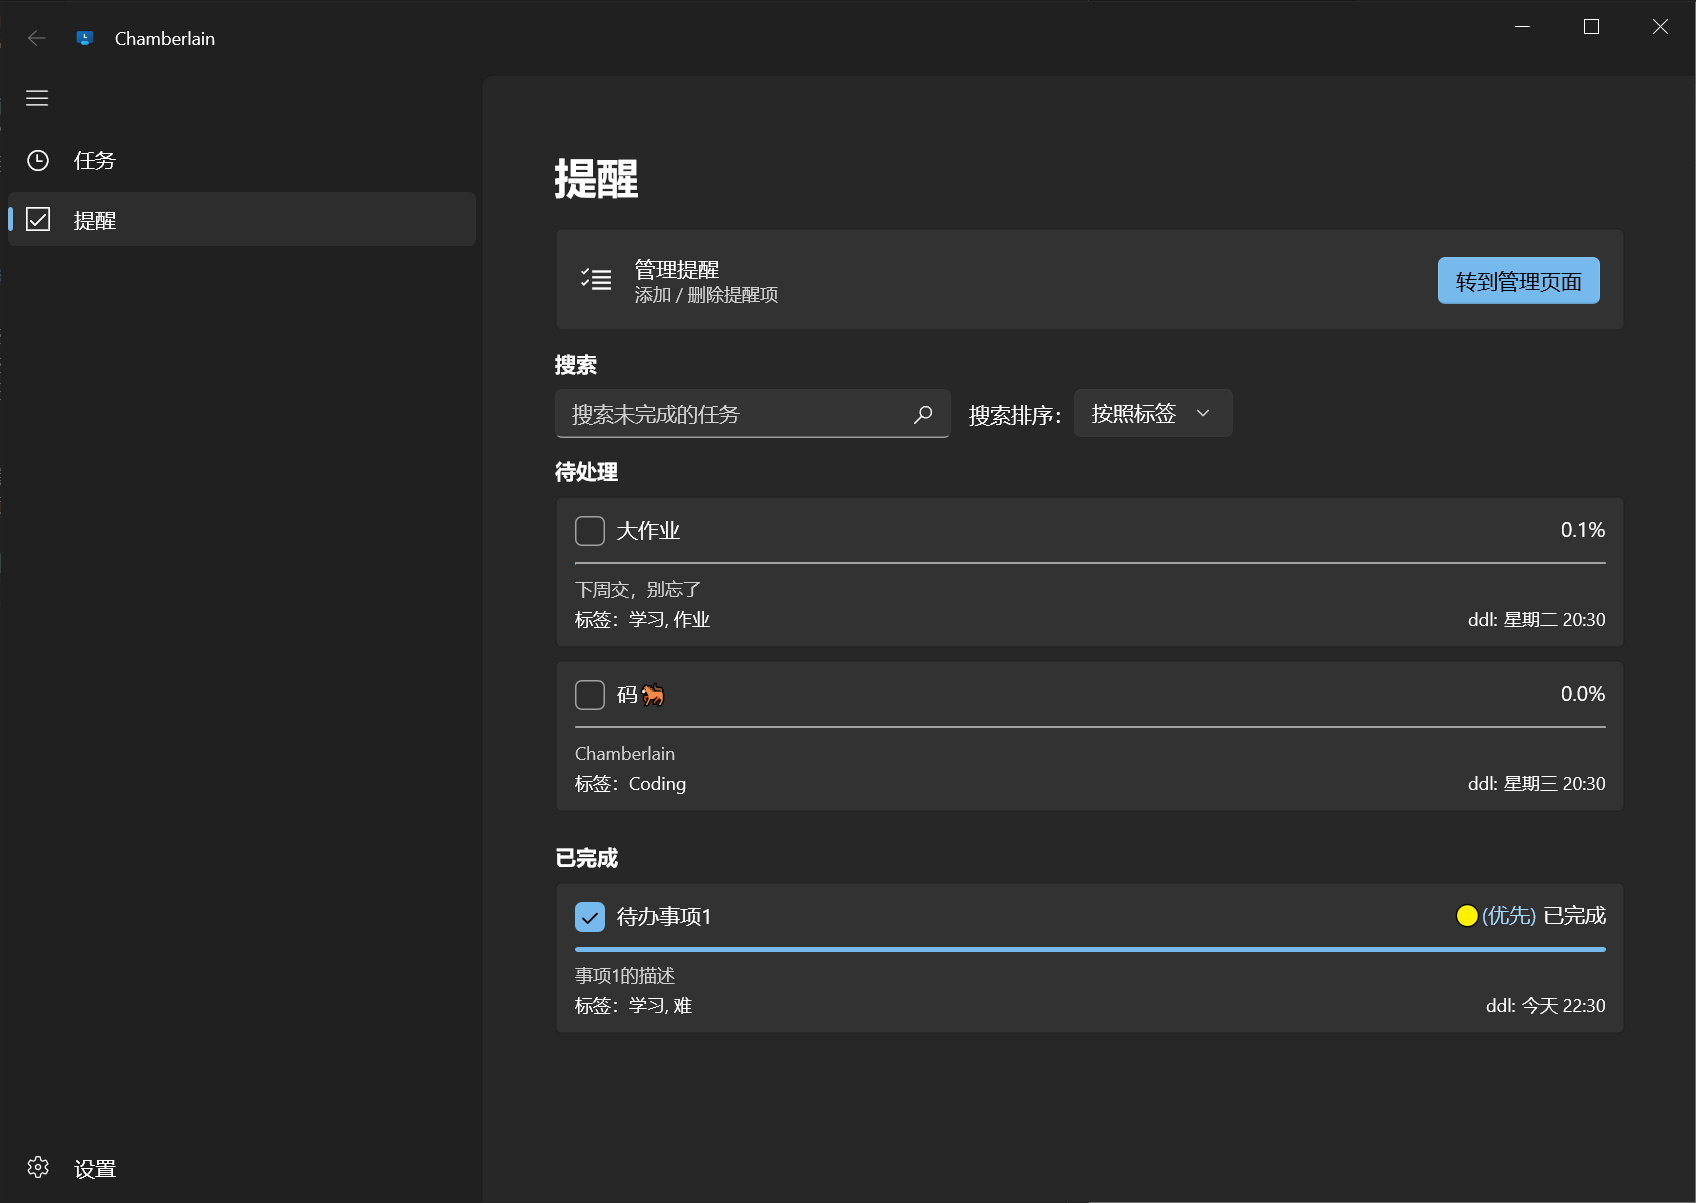 Chamberlain
任务
提醒
设置
提醒
管理提醒
添加 / 删除提醒项
转到管理页面
搜索
搜索未完成的任务
搜索排序：
按照标签
待处理
大作业
0.1%
下周交，别忘了
标签：学习, 作业
ddl: 星期二 20:30
码🐎
0.0%
Chamberlain
标签：Coding
ddl: 星期三 20:30
已完成
待办事项1
🟡(优先) 已完成
事项1的描述
标签：学习, 难
ddl: 今天 22:30